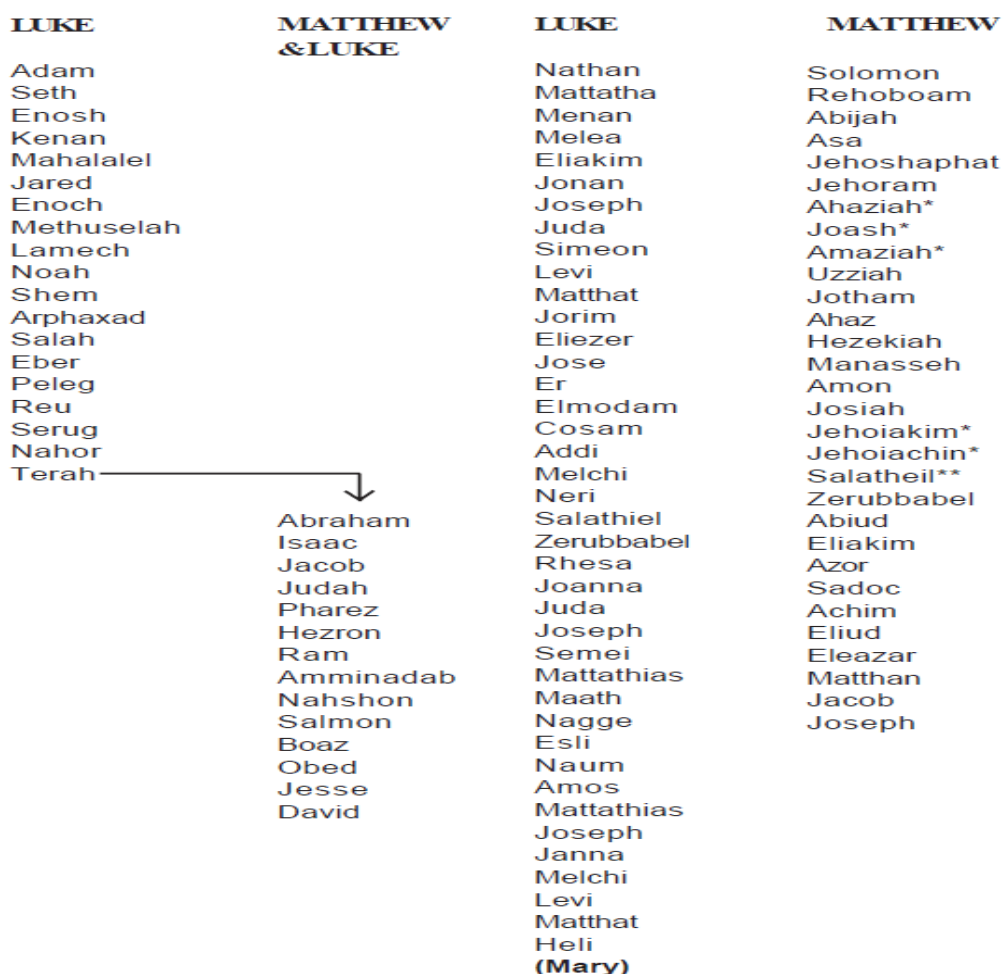 LUKE
Adam
Seth
Enosh
Kenan
Mahalalel
Jared
Enoch
Methuselah
Lamech
Noah
Shem
Arphaxad
Salah
Eber
Peleg
Reu
Serug
Nahor
Terah
MATTHEW
&LUKE
Abraham
Isaac
Jacob
Judah
Pharez
Hezron
Ram
Amminadab
Nahshon
Salmon
Boaz
Obed
Jesse
David
LUKE
Nathan
Mattatha
Menan
Melea
Eliakim
Jonan
Joseph
Juda
Simeon
Levi
Matthat
Jorim
Eliezer
Jose
Er
Elmodam
Cosam
Addi
Melchi
Neri
Salathiel
Zerubbabel
Rhesa
Joanna
Juda
Joseph
Semei
Mattathias
Maath
Nagge
Esli
Naum
Amos
Mattathias
Joseph
Janna
Melchi
Levi
Matthat
Heli
(Mary)
MATTHEW
Solomon
Rehoboam
Abijah
Asa
Jehoshaphat
Jehoram
Ahaziah*
Joash*
Amaziah*
Uzziah
Jotham
Ahaz
Hezekiah
Manasseh
Amon
Josiah
Jehoiakim*
Jehoiachin*
Salatheil**
Zerubbabel
Abiud
Eliakim
Azor
Sadoc
Achim
Eliud
Eleazar
Matthan
Jacob
Joseph